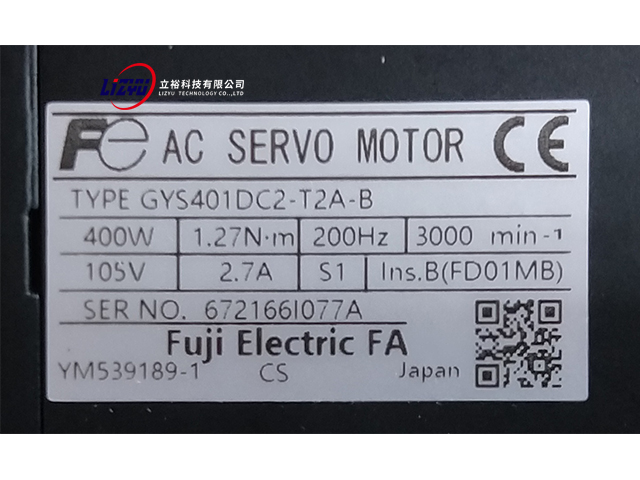 LiZYU 立裕科技有限公司
LIZYU TECHNOLOGY CO.,LTD
Fe AC SERVO MOTOR CE
TYPE GYS401DC2-T2A-B
400W 1.27N·m 200Hz 3000 min-1
105V 2.7A S1 Ins.B(FD01MB)
SER NO. 672166I077A
Fuji Electric FA
YM539189-1 CS Japan